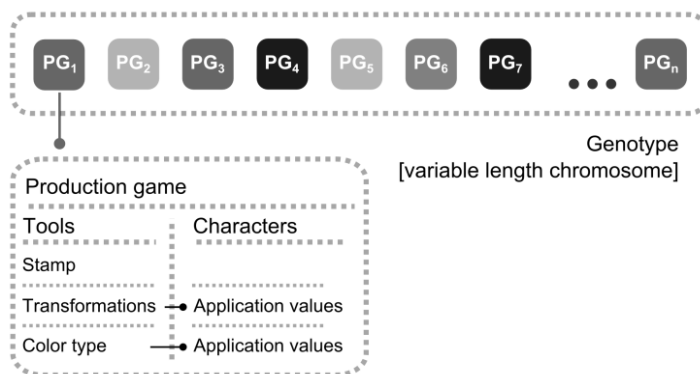 PG₁ PG₂ PG₃ PG₄ PG₅ PG₆ PG₇ ... PGₙ
Genotype
[variable length chromosome]
Production game
Tools Characters
Stamp
Transformations Application values
Color type Application values